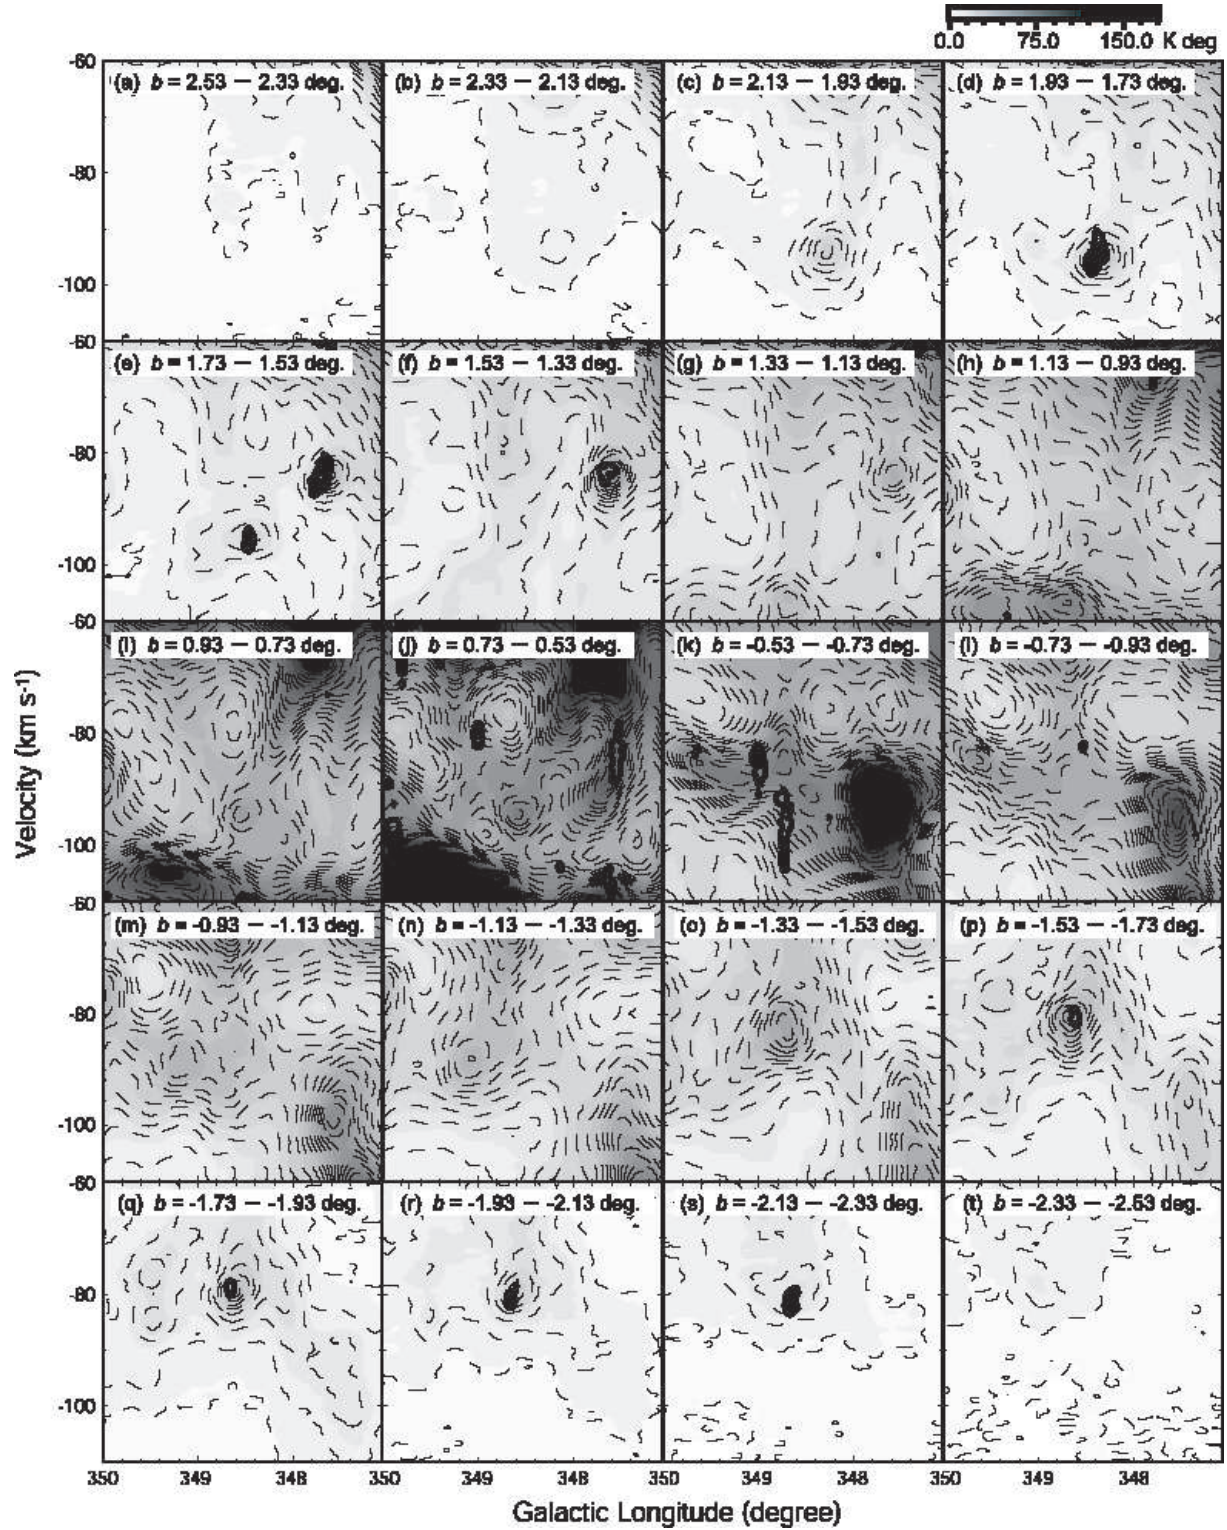 0.0 75.0 150.0 K deg
-60
(a) b = 2.53 — 2.33 deg.
(b) b = 2.33 — 2.13 deg.
(c) b = 2.13 — 1.93 deg.
(d) b = 1.93 — 1.73 deg.
-80
-100
-60
(e) b = 1.73 — 1.53 deg.
(f) b = 1.53 — 1.33 deg.
(g) b = 1.33 — 1.13 deg.
(h) b = 1.13 — 0.93 deg.
-80
-100
-60
(i) b = 0.93 — 0.73 deg.
(j) b = 0.73 — 0.53 deg.
(k) b = -0.53 — -0.73 deg.
(l) b = -0.73 — -0.93 deg.
-80
-100
-60
(m) b = -0.93 — -1.13 deg.
(n) b = -1.13 — -1.33 deg.
(o) b = -1.33 — -1.53 deg.
(p) b = -1.53 — -1.73 deg.
-80
-100
-60
(q) b = -1.73 — -1.93 deg.
(r) b = -1.93 — -2.13 deg.
(s) b = -2.13 — -2.33 deg.
(t) b = -2.33 — -2.53 deg.
-80
-100
350 349 348 350 349 348 350 349 348 350 349 348
Velocity (km s-1)
Galactic Longitude (degree)